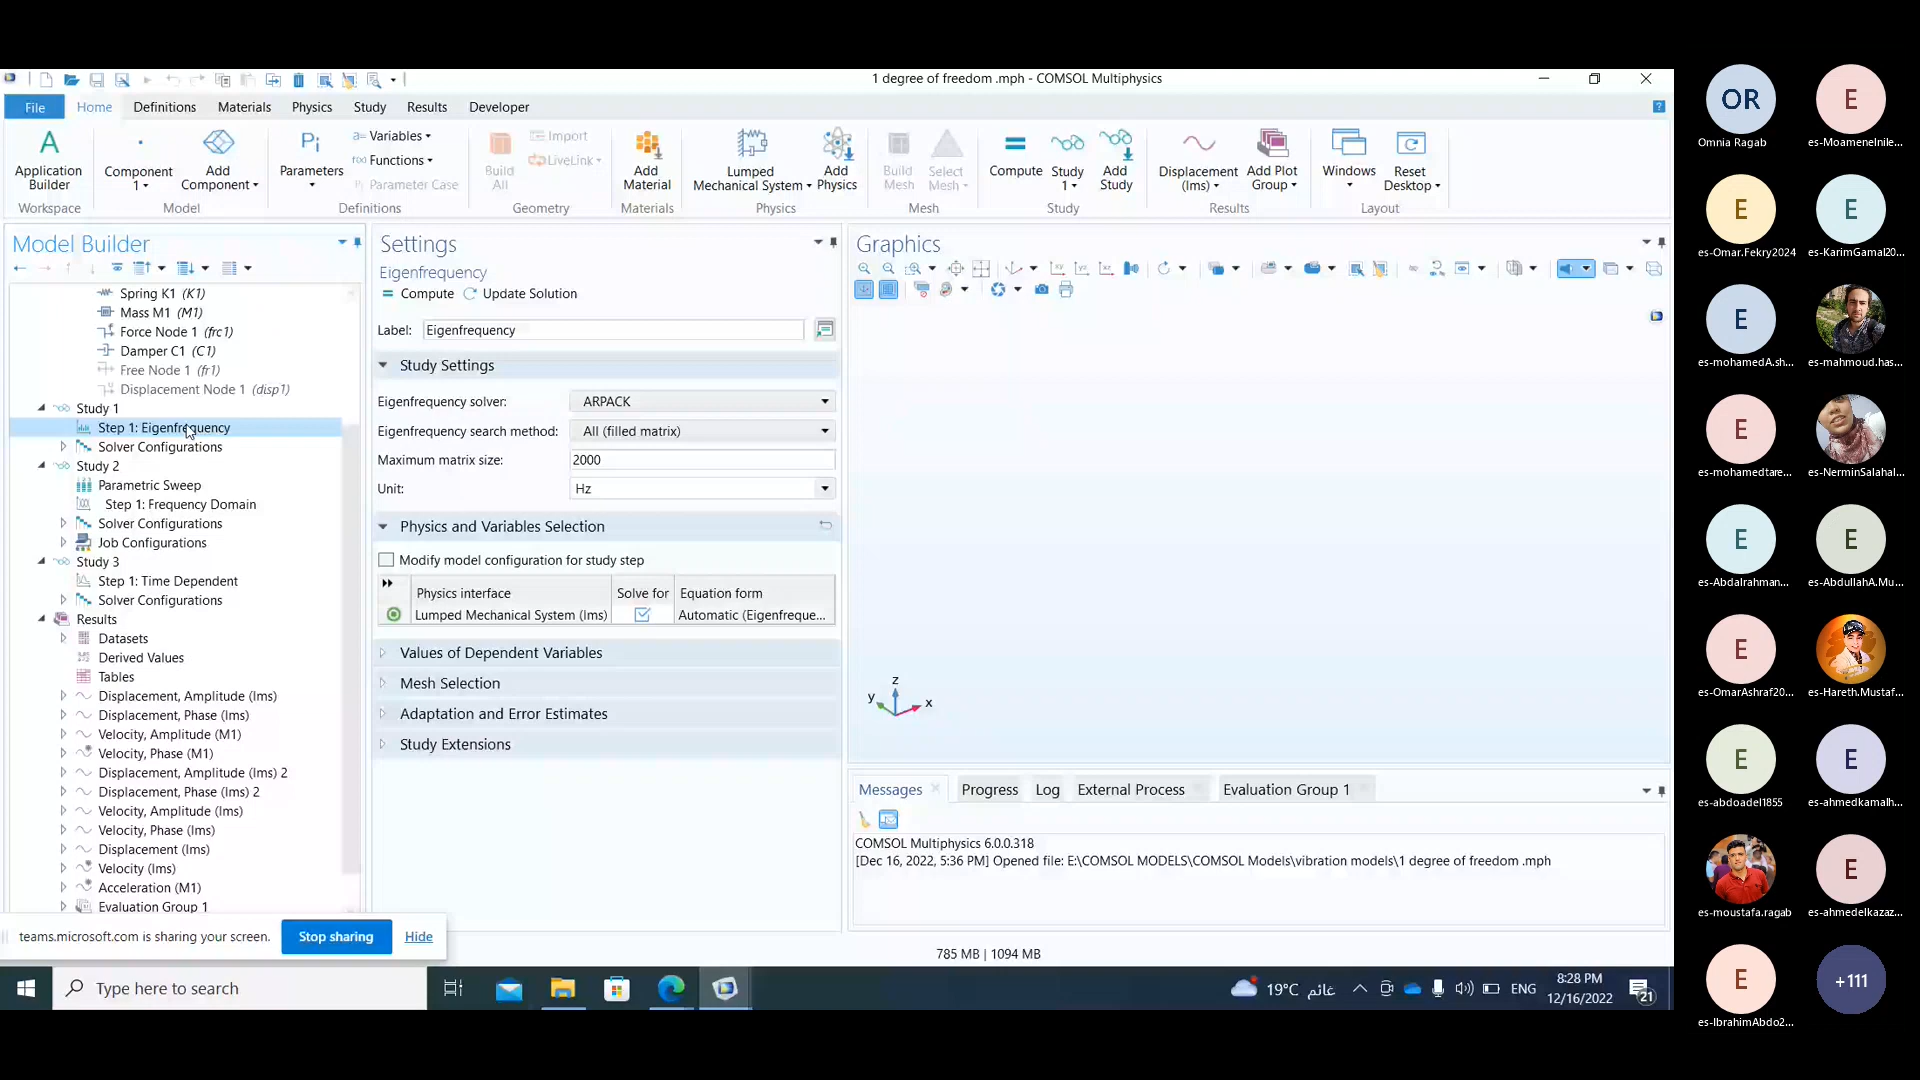 1 degree of freedom .mph - COMSOL Multiphysics
File Home Definitions Materials Physics Study Results Developer
Application Builder
Workspace
Component 1
Add Component
Model
Pi
Parameters
a= Variables
f(x) Functions
Parameter Case
Definitions
Build All
Import
LiveLink
Geometry
Add Material
Materials
Lumped Mechanical System
Add Physics
Physics
Build Mesh
Select Mesh
Mesh
Compute
Study 1
Add Study
Study
Displacement (lms)
Add Plot Group
Results
Windows
Reset Desktop
Layout
Model Builder
Spring K1 (K1)
Mass M1 (M1)
Force Node 1 (frc1)
Damper C1 (C1)
Free Node 1 (fr1)
Displacement Node 1 (disp1)
Study 1
Step 1: Eigenfrequency
Solver Configurations
Study 2
Parametric Sweep
Step 1: Frequency Domain
Solver Configurations
Job Configurations
Study 3
Step 1: Time Dependent
Solver Configurations
Results
Datasets
Derived Values
Tables
Displacement, Amplitude (lms)
Displacement, Phase (lms)
Velocity, Amplitude (M1)
Velocity, Phase (M1)
Displacement, Amplitude (lms) 2
Displacement, Phase (lms) 2
Velocity, Amplitude (lms)
Velocity, Phase (lms)
Displacement (lms)
Velocity (lms)
Acceleration (M1)
Evaluation Group 1
Settings
Eigenfrequency
Compute Update Solution
Label: Eigenfrequency
Study Settings
Eigenfrequency solver: ARPACK
Eigenfrequency search method: All (filled matrix)
Maximum matrix size: 2000
Unit: Hz
Physics and Variables Selection
Modify model configuration for study step
Physics interface Solve for Equation form
Lumped Mechanical System (lms) Automatic (Eigenfreque...
Values of Dependent Variables
Mesh Selection
Adaptation and Error Estimates
Study Extensions
Graphics
z
y
x
Messages Progress Log External Process Evaluation Group 1
COMSOL Multiphysics 6.0.0.318
[Dec 16, 2022, 5:36 PM] Opened file: E:\COMSOL MODELS\COMSOL Models\vibration models\1 degree of freedom .mph
785 MB | 1094 MB
teams.microsoft.com is sharing your screen. Stop sharing Hide
Type here to search
19°C غائم
ENG
8:28 PM
12/16/2022
21
OR
Omnia Ragab
E
es-Moamenelnile...
E
es-Omar.Fekry2024
E
es-KarimGamal20...
E
es-mohamedA.sh...
es-mahmoud.has...
E
es-mohamedtare...
es-NerminSalahal...
E
es-Abdalrahman...
E
es-AbdullahA.Mu...
E
es-OmarAshraf20...
es-Hareth.Mustaf...
E
es-abdoadel1855
E
es-ahmedkamalh...
es-moustafa.ragab
E
es-ahmedelkazaz...
E
es-IbrahimAbdo2...
+111